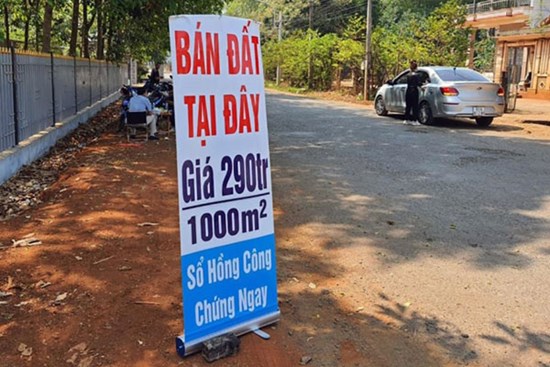 BÁN ĐẤT
TẠI ĐÂY
Giá 290tr
1000m²
Sổ Hồng Công
Chứng Ngay